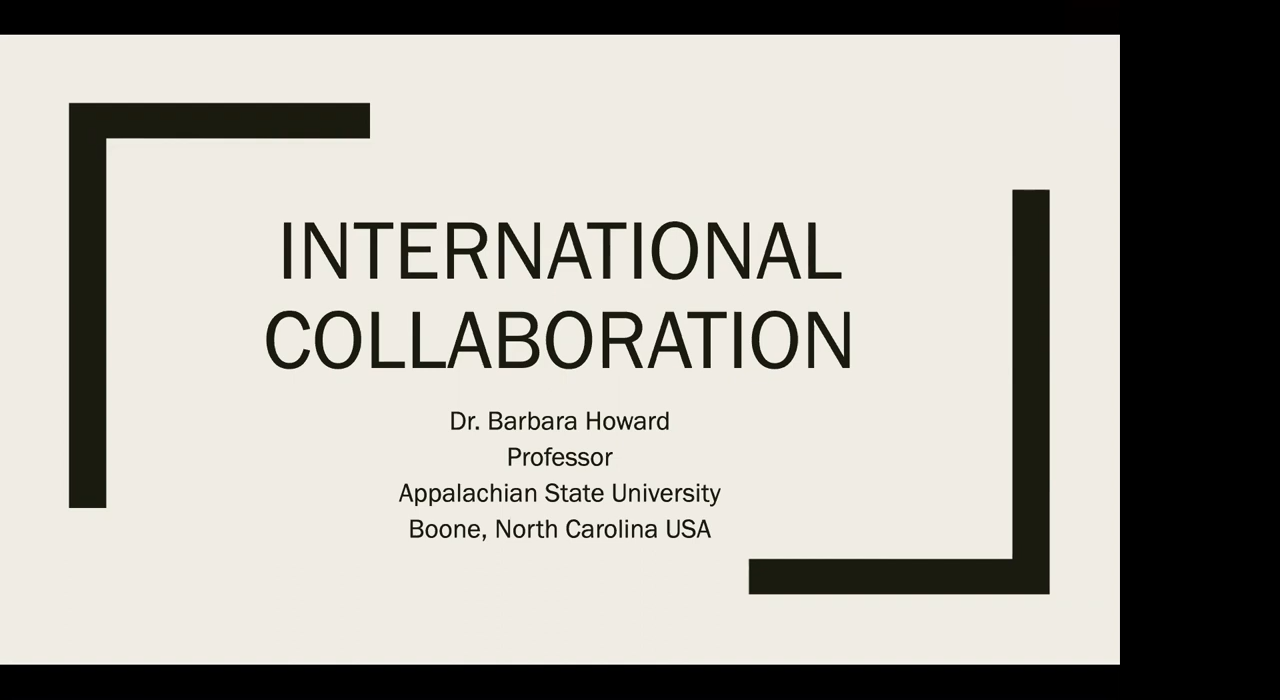 INTERNATIONAL
COLLABORATION
Dr. Barbara Howard
Professor
Appalachian State University
Boone, North Carolina USA